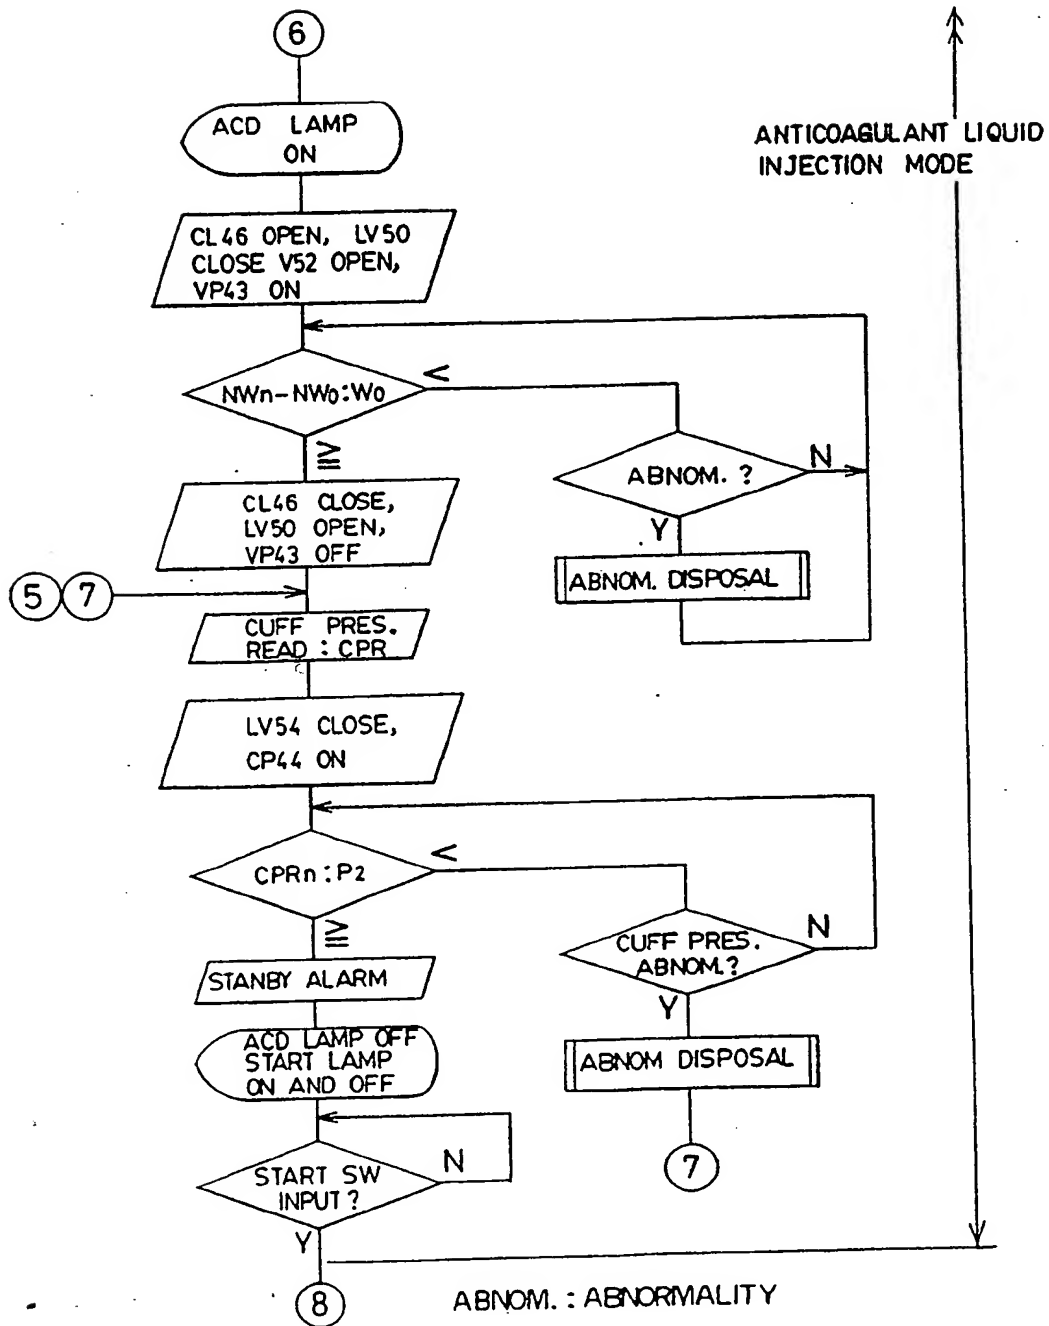 6
ACD LAMP
ON
ANTICOAGULANT LIQUID
INJECTION MODE
CL46 OPEN, LV50
CLOSE V52 OPEN,
VP43 ON
NWn-NW0:W0
<
≧
ABNOM. ?
N
Y
ABNOM. DISPOSAL
CL46 CLOSE,
LV50 OPEN,
VP43 OFF
5 7
CUFF PRES.
READ : CPR
LV54 CLOSE,
CP44 ON
CPRn:P2
<
≧
CUFF PRES.
ABNOM.?
N
Y
ABNOM DISPOSAL
7
STANBY ALARM
ACD LAMP OFF
START LAMP
ON AND OFF
START SW
INPUT?
N
Y
8
ABNOM. : ABNORMALITY